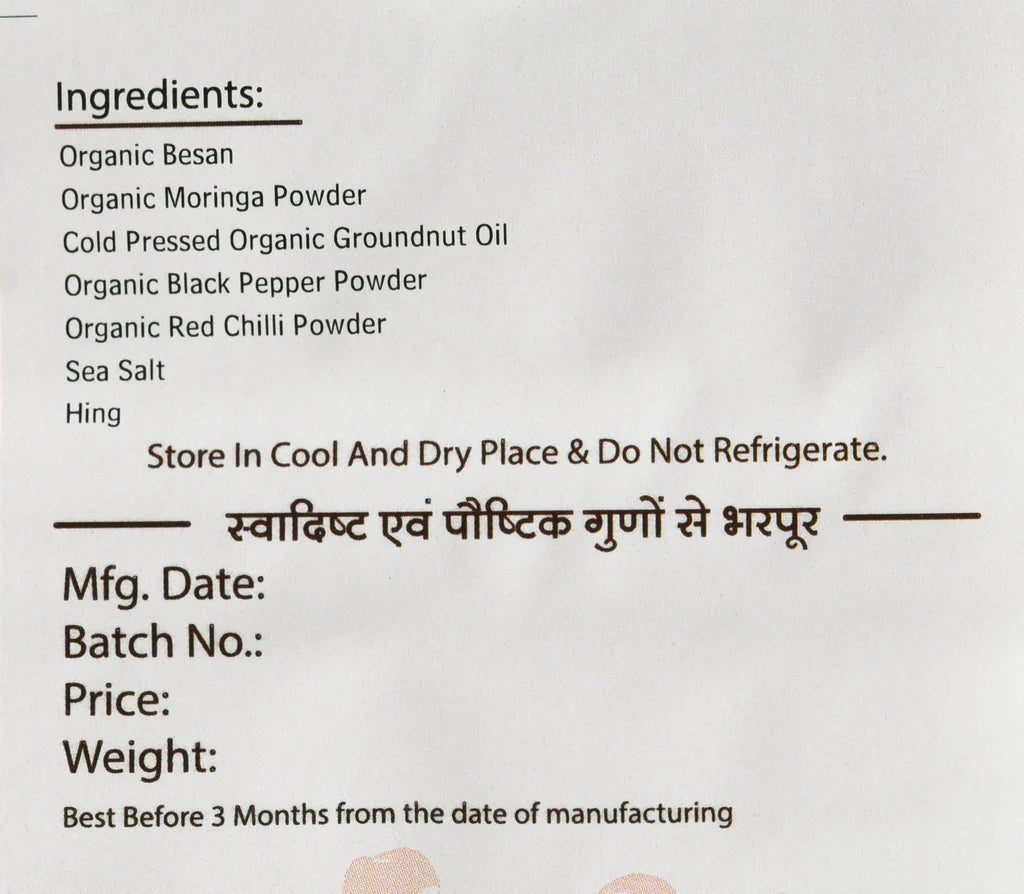 Ingredients:
Organic Besan
Organic Moringa Powder
Cold Pressed Organic Groundnut Oil
Organic Black Pepper Powder
Organic Red Chilli Powder
Sea Salt
Hing
Store In Cool And Dry Place & Do Not Refrigerate.
स्वादिष्ट एवं पौष्टिक गुणों से भरपूर
Mfg. Date:
Batch No.:
Price:
Weight:
Best Before 3 Months from the date of manufacturing